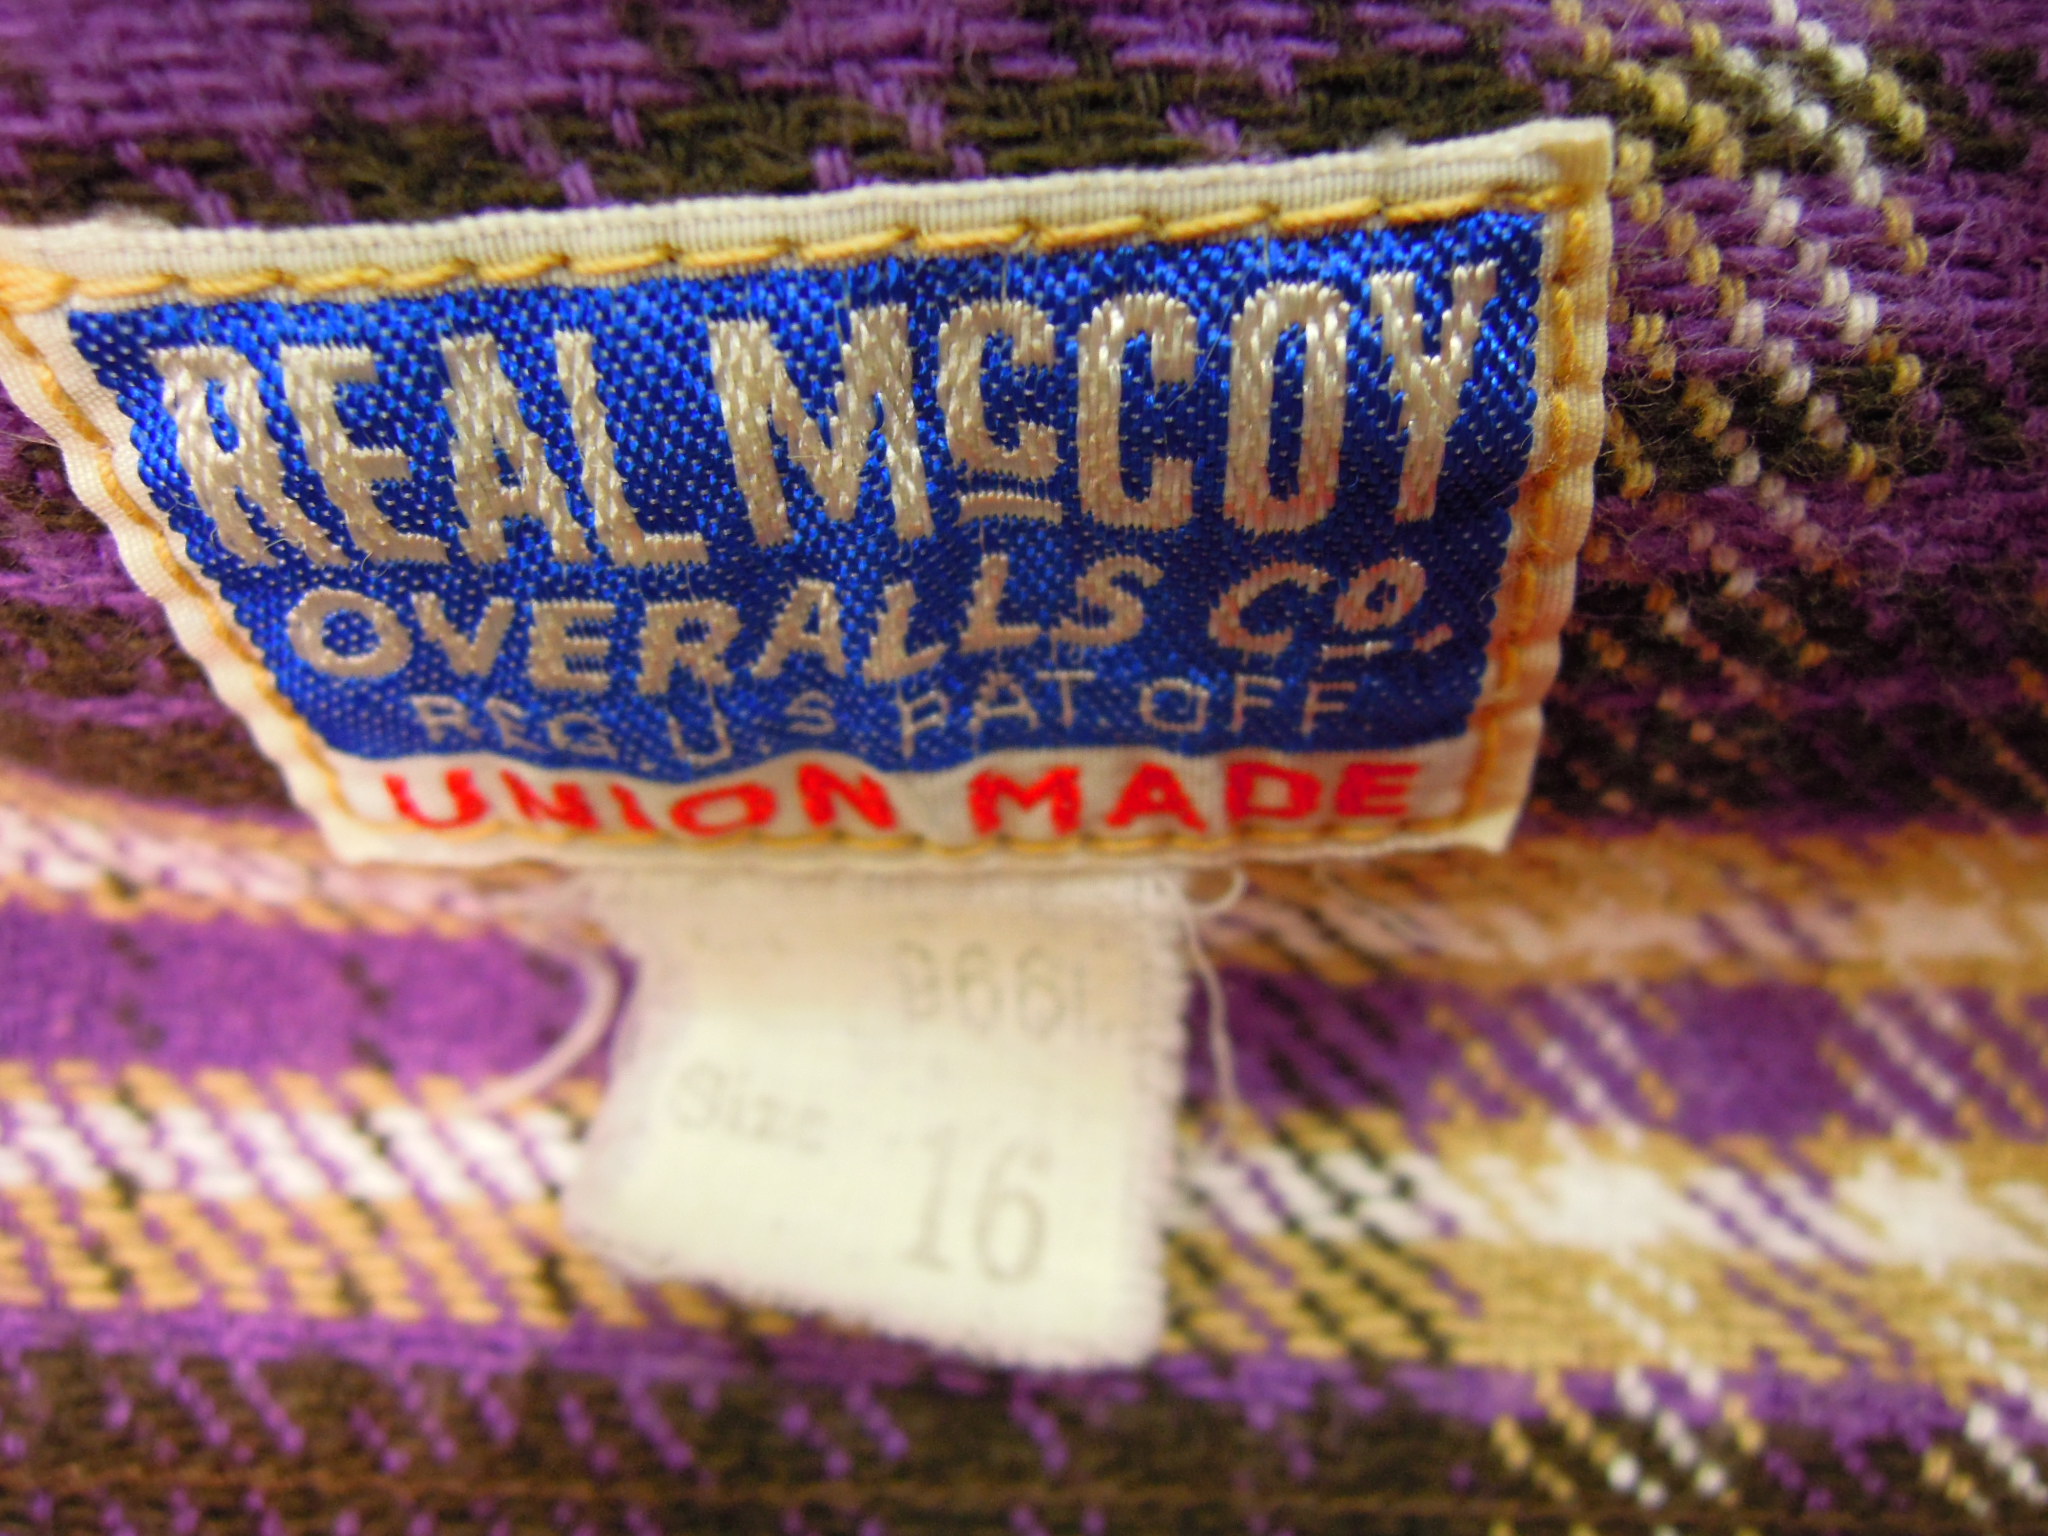 REAL McCOY
OVERALLS Co.
REG. U.S PAT. OFF
UNION MADE
Size 16